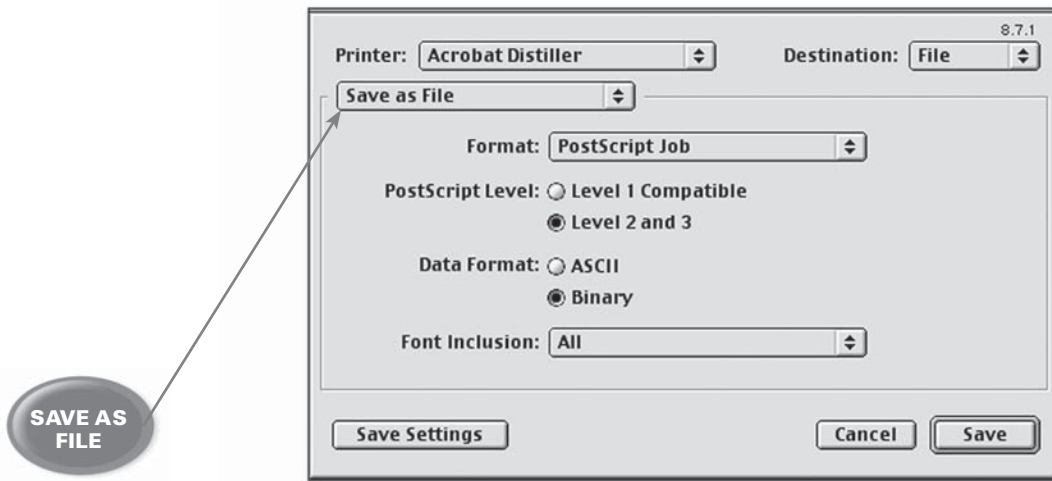 8.7.1
Printer: Acrobat Distiller Destination: File
Save as File
Format: PostScript Job
PostScript Level: Level 1 Compatible
Level 2 and 3
Data Format: ASCII
Binary
Font Inclusion: All
SAVE AS
FILE
Save Settings Cancel Save